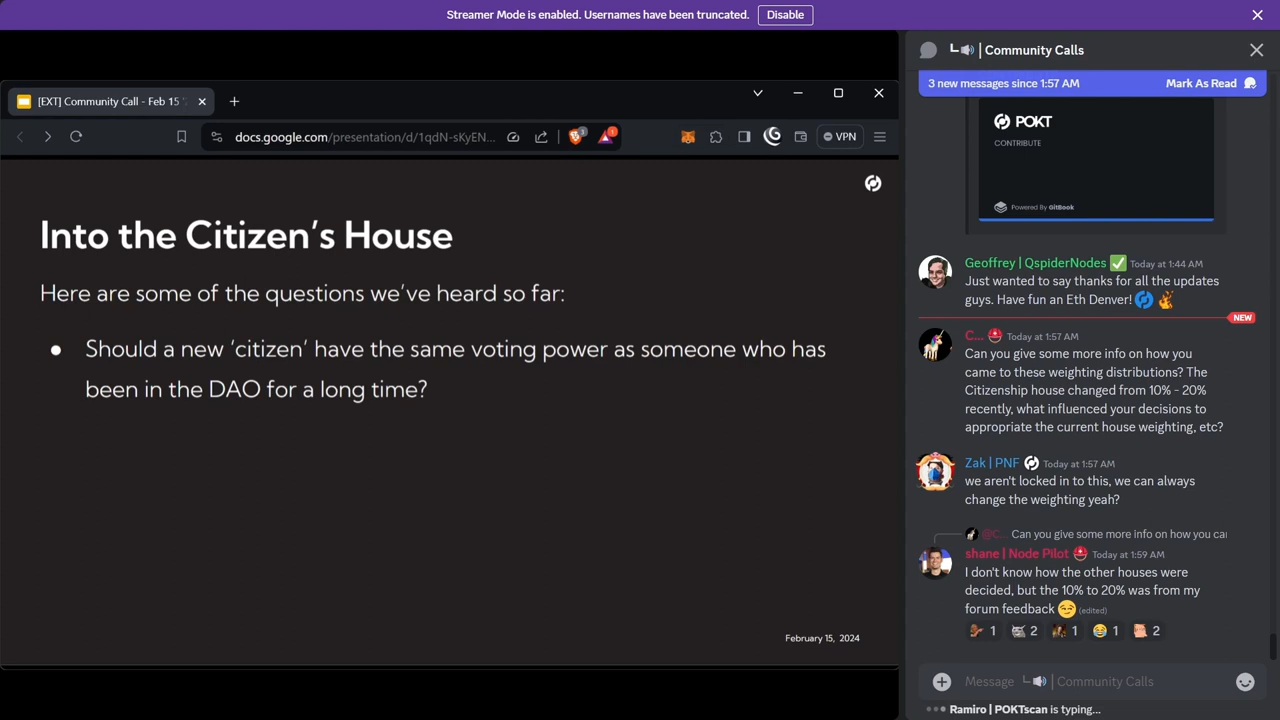 Streamer Mode is enabled. Usernames have been truncated.
Disable
[EXT] Community Call - Feb 15 '2
docs.google.com/presentation/d/1qdN-sKyEN...
3
1
VPN
Into the Citizen's House
Here are some of the questions we've heard so far:
● Should a new 'citizen' have the same voting power as someone who has
been in the DAO for a long time?
February 15, 2024
Community Calls
3 new messages since 1:57 AM
Mark As Read
POKT
CONTRIBUTE
Powered By GitBook
Geoffrey | QspiderNodes ✅ Today at 1:44 AM
Just wanted to say thanks for all the updates
guys. Have fun an Eth Denver!
NEW
C... Today at 1:57 AM
Can you give some more info on how you
came to these weighting distributions? The
Citizenship house changed from 10% - 20%
recently, what influenced your decisions to
appropriate the current house weighting, etc?
Zak | PNF Today at 1:57 AM
we aren't locked in to this, we can always
change the weighting yeah?
@C... Can you give some more info on how you car
shane | Node Pilot Today at 1:59 AM
I don't know how the other houses were
decided, but the 10% to 20% was from my
forum feedback 😏 (edited)
1 2 1 1 2
Message Community Calls
Ramiro | POKTscan is typing...